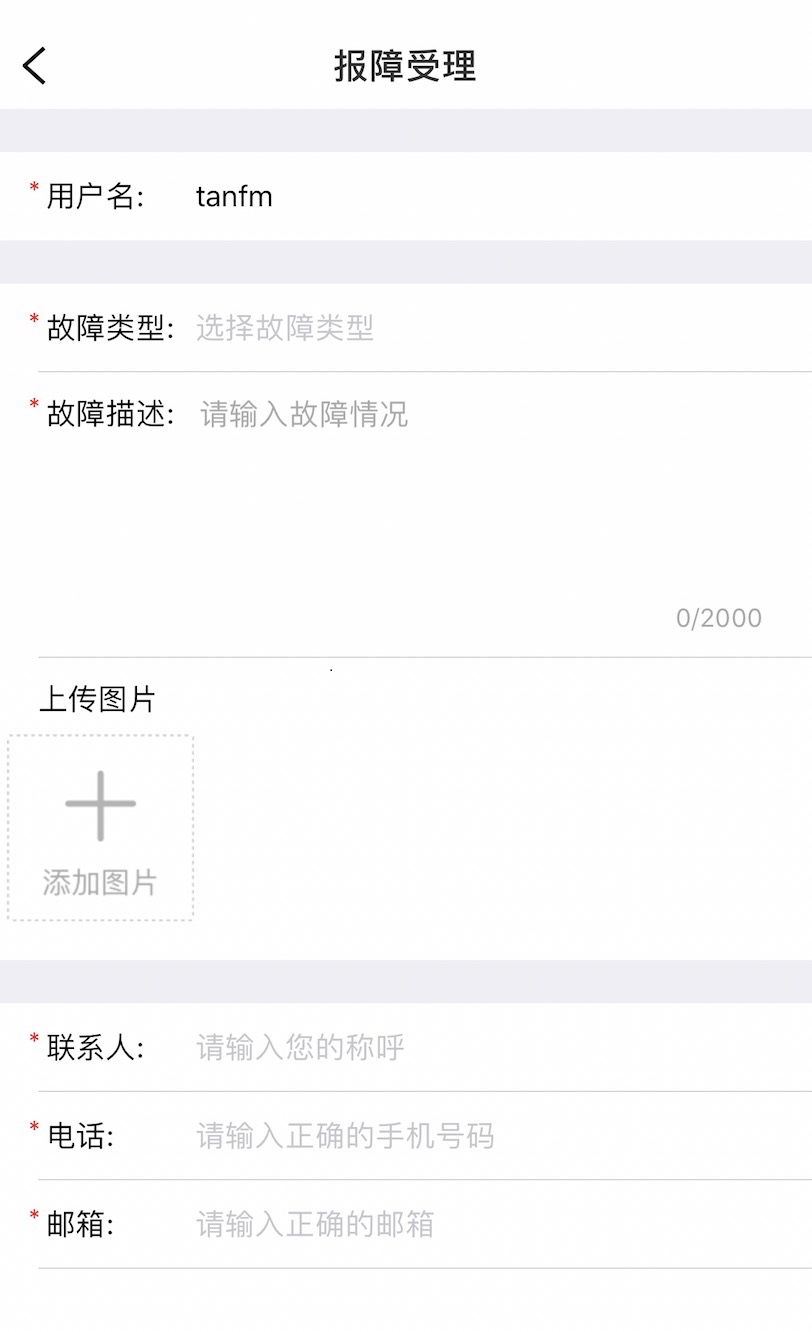 报障受理
*用户名: tanfm
*故障类型: 选择故障类型
*故障描述: 请输入故障情况
0/2000
上传图片
添加图片
*联系人: 请输入您的称呼
*电话: 请输入正确的手机号码
*邮箱: 请输入正确的邮箱